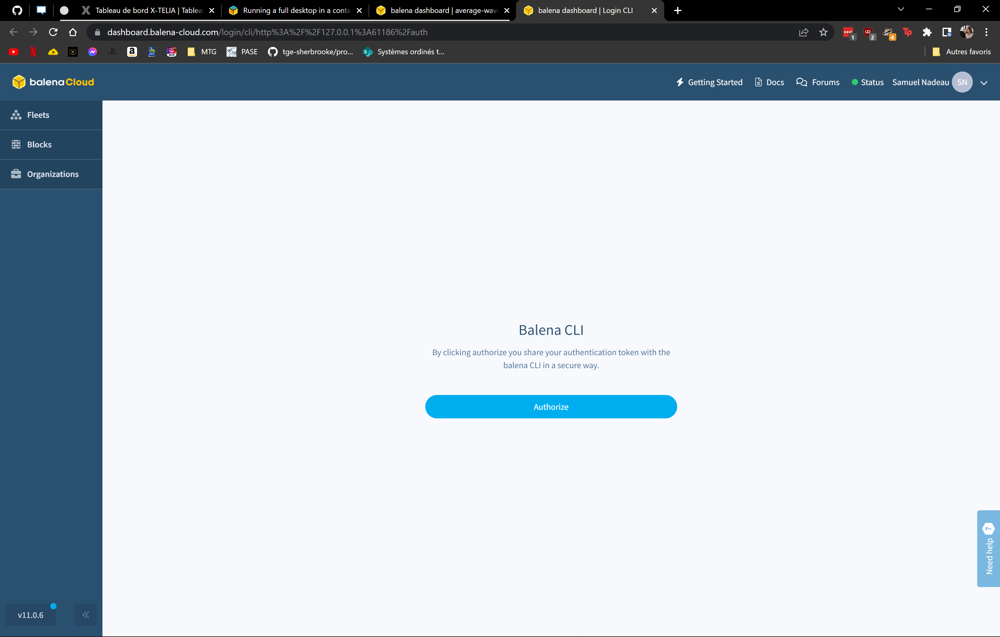 Tableau de bord X-TELIA | Tablea
Running a full desktop in a conta
balena dashboard | average-wav
balena dashboard | Login CLI
dashboard.balena-cloud.com/login/cli/http%3A%2F%2F127.0.0.1%3A61186%2Fauth
1
2
4
Tp
MTG
PASE
tge-sherbrooke/pro...
Systèmes ordinés t...
Autres favoris
balenaCloud
Getting Started
Docs
Forums
Status
Samuel Nadeau
SN
Fleets
Blocks
Organizations
Balena CLI
By clicking authorize you share your authentication token with the
balena CLI in a secure way.
Authorize
Need help
v11.0.6